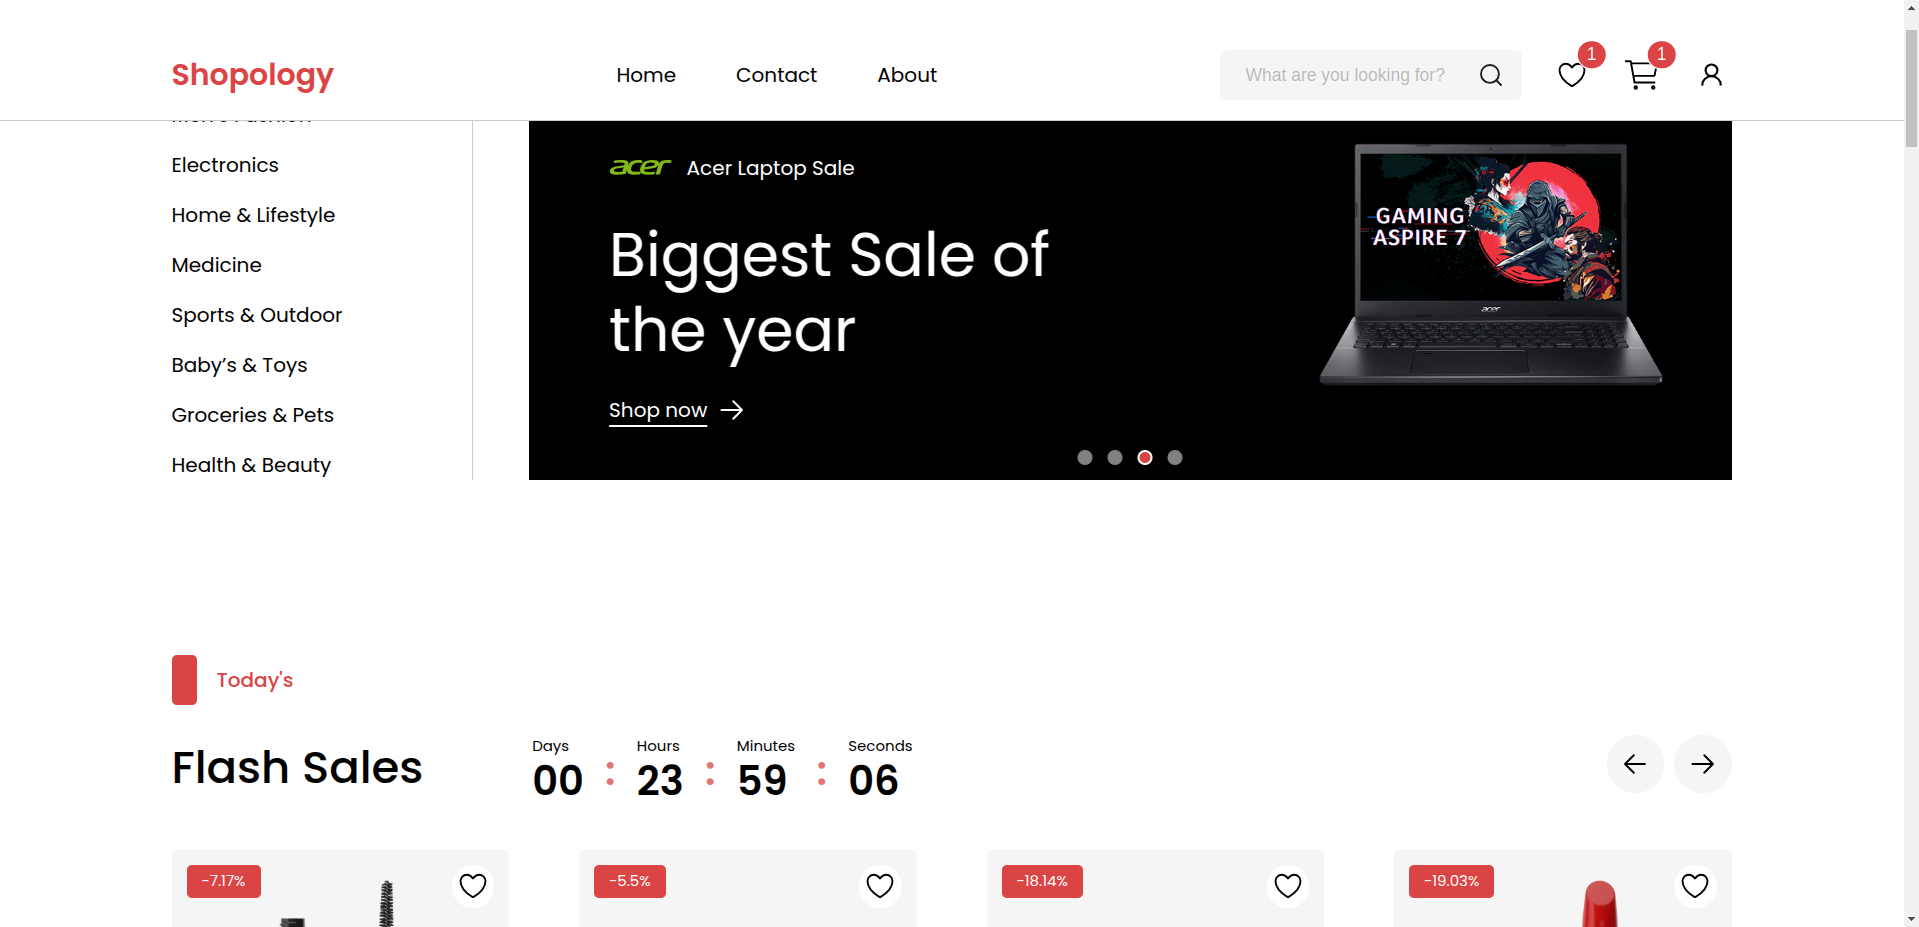 Shopology
Home
Contact
About
What are you looking for?
1
1
Electronics
Home & Lifestyle
Medicine
Sports & Outdoor
Baby’s & Toys
Groceries & Pets
Health & Beauty
acer
Acer Laptop Sale
Biggest Sale of
the year
Shop now
GAMING
ASPIRE 7
acer
Today's
Flash Sales
Days
00
:
Hours
23
:
Minutes
59
:
Seconds
06
-7.17%
-5.5%
-18.14%
-19.03%